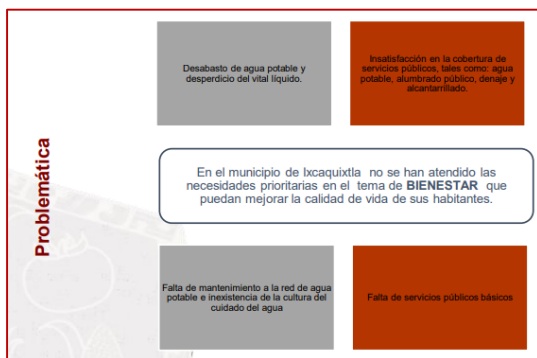 Problemática
Desabasto de agua potable y
desperdicio del vital líquido.
Insatisfacción en la cobertura de
servicios públicos, tales como: agua
potable, alumbrado público, denaje y
alcantarrillado.
En el municipio de Ixcaquixtla no se han atendido las
necesidades prioritarias en el tema de BIENESTAR que
puedan mejorar la calidad de vida de sus habitantes.
Falta de mantenimiento a la red de agua
potable e inexistencia de la cultura del
cuidado del agua
Falta de servicios públicos básicos